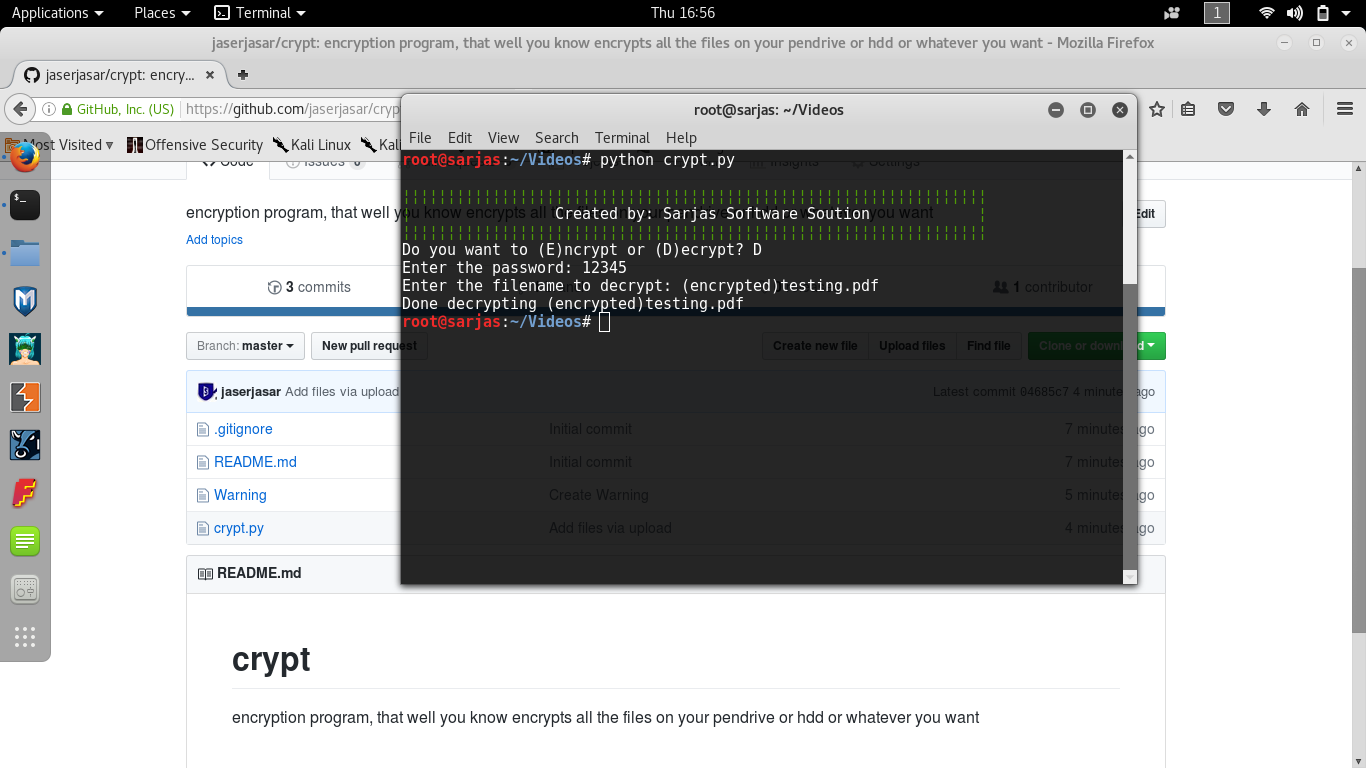 Applications Places Terminal Thu 16:56 1
jaserjasar/crypt: encryption program, that well you know encrypts all the files on your pendrive or hdd or whatever you want - Mozilla Firefox
jaserjasar/crypt: encry...
GitHub, Inc. (US) https://github.com/jaserjasar/cryp
Most Visited Offensive Security Kali Linux Kali
root@sarjas: ~/Videos
File Edit View Search Terminal Help
root@sarjas:~/Videos# python crypt.py
Created by: Sarjas Software Soution
Do you want to (E)ncrypt or (D)ecrypt? D
Enter the password: 12345
Enter the filename to decrypt: (encrypted)testing.pdf
Done decrypting (encrypted)testing.pdf
root@sarjas:~/Videos#
Code Issues 0 Insights Settings
encryption program, that well you know encrypts all want
Edit
Add topics
3 commits 1 contributor
Branch: master New pull request Create new file Upload files Find file Clone or download
jaserjasar Add files via upload Latest commit 94685c7 4 minutes ago
.gitignore Initial commit 7 minutes ago
README.md Initial commit 7 minutes ago
Warning Create Warning 5 minutes ago
crypt.py Add files via upload 4 minutes ago
README.md
crypt
encryption program, that well you know encrypts all the files on your pendrive or hdd or whatever you want